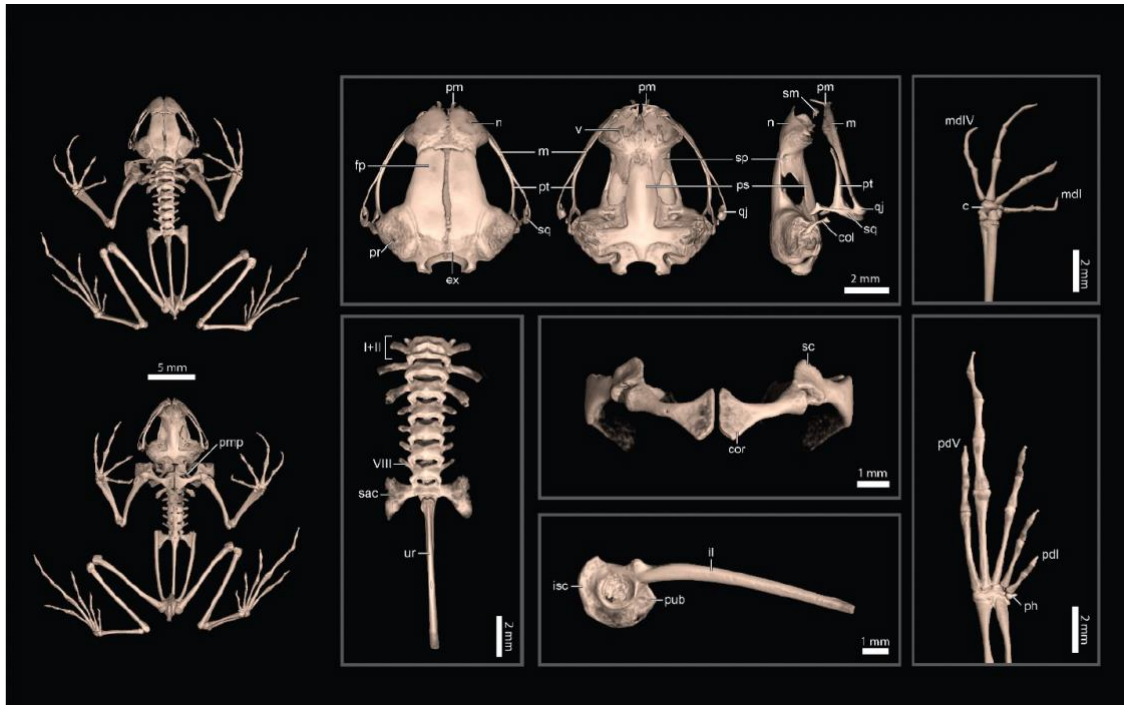 5 mm
pmp
pm
n
fp
m
pt
sq
pr
ex
pm
v
sp
ps
qj
pm
sm
n
m
pt
qj
sq
col
2 mm
mdIV
mdI
c
2 mm
I+II
VIII
sac
ur
2 mm
sc
cor
1 mm
il
isc
pub
1 mm
pdV
pdI
ph
2 mm